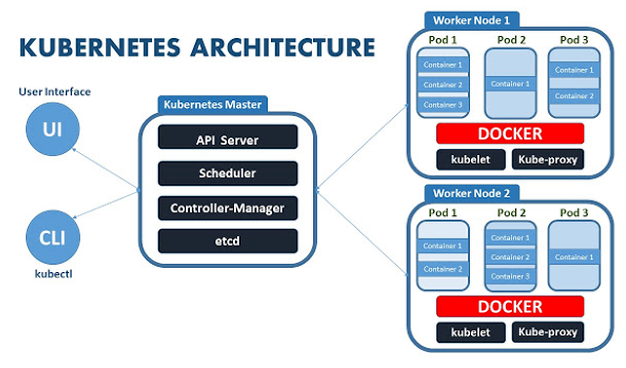 KUBERNETES ARCHITECTURE
User Interface
UI
CLI
kubectl
Kubernetes Master
API Server
Scheduler
Controller-Manager
etcd
Worker Node 1
Pod 1
Container 1
Container 2
Container 3
Pod 2
Container 1
Pod 3
Container 1
Container 2
DOCKER
kubelet
Kube-proxy
Worker Node 2
Pod 1
Container 1
Container 2
Pod 2
Container 1
Container 2
Container 3
Pod 3
Container 1
DOCKER
kubelet
Kube-proxy